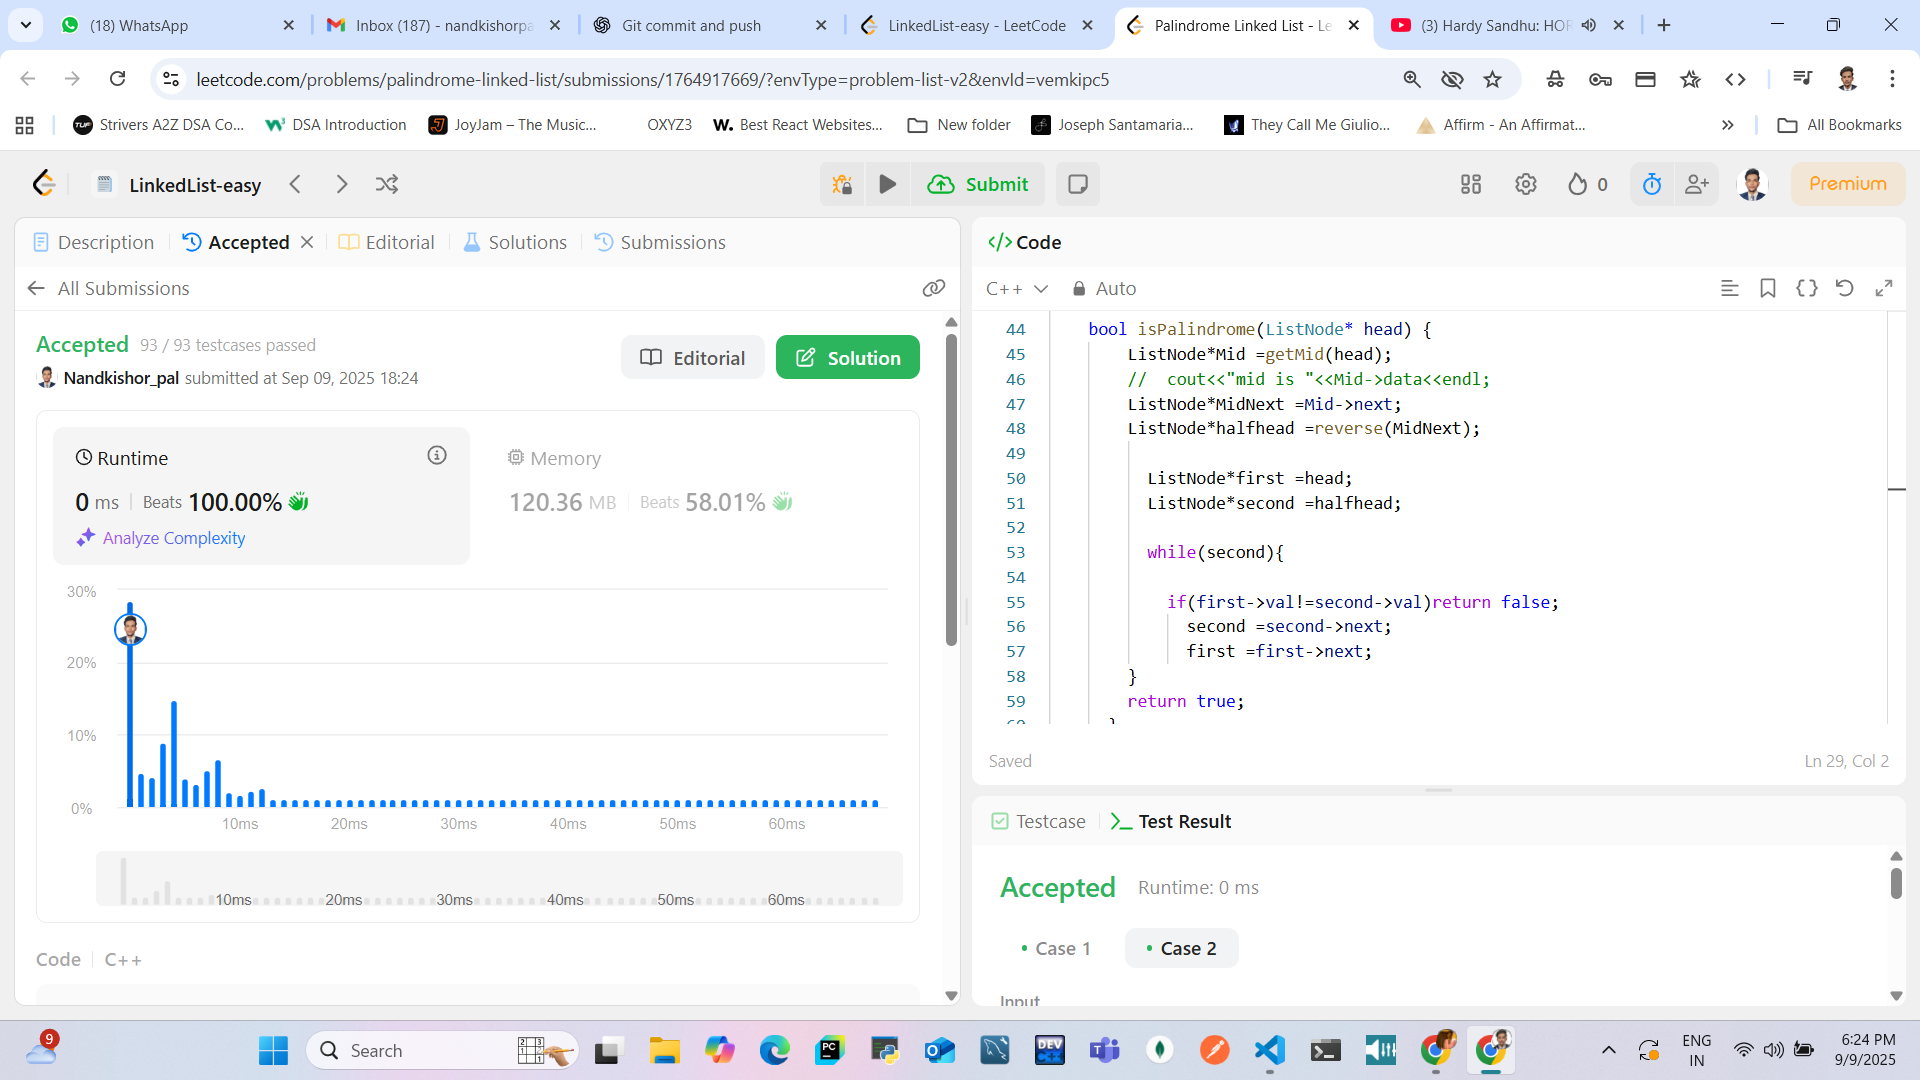 (18) WhatsApp
Inbox (187) - nandkishorpa
Git commit and push
LinkedList-easy - LeetCode
Palindrome Linked List - Le
(3) Hardy Sandhu: HOR
leetcode.com/problems/palindrome-linked-list/submissions/1764917669/?envType=problem-list-v2&envId=vemkipc5
TUF Strivers A2Z DSA Co...
DSA Introduction
JoyJam – The Music...
OXYZ3
W. Best React Websites...
New folder
Joseph Santamaria...
They Call Me Giulio...
Affirm - An Affirmat...
»
All Bookmarks
LinkedList-easy
Submit
0
Premium
Description
Accepted
Editorial
Solutions
Submissions
All Submissions
Accepted 93 / 93 testcases passed
Nandkishor_pal submitted at Sep 09, 2025 18:24
Editorial
Solution
Runtime
0 ms Beats 100.00%
Analyze Complexity
Memory
120.36 MB Beats 58.01%
30%
20%
10%
0%
10ms 20ms 30ms 40ms 50ms 60ms
10ms 20ms 30ms 40ms 50ms 60ms
Code C++
</> Code
C++ Auto
44 bool isPalindrome(ListNode* head) {
45 ListNode*Mid =getMid(head);
46 //  cout<<"mid is "<<Mid->data<<endl;
47 ListNode*MidNext =Mid->next;
48 ListNode*halfhead =reverse(MidNext);
49
50 ListNode*first =head;
51 ListNode*second =halfhead;
52
53 while(second){
54
55 if(first->val!=second->val)return false;
56 second =second->next;
57 first =first->next;
58 }
59 return true;
60 }
Saved
Ln 29, Col 2
Testcase
Test Result
Accepted Runtime: 0 ms
Case 1
Case 2
Input
9
Search
PC
DEV C++
ENG
IN
6:24 PM
9/9/2025